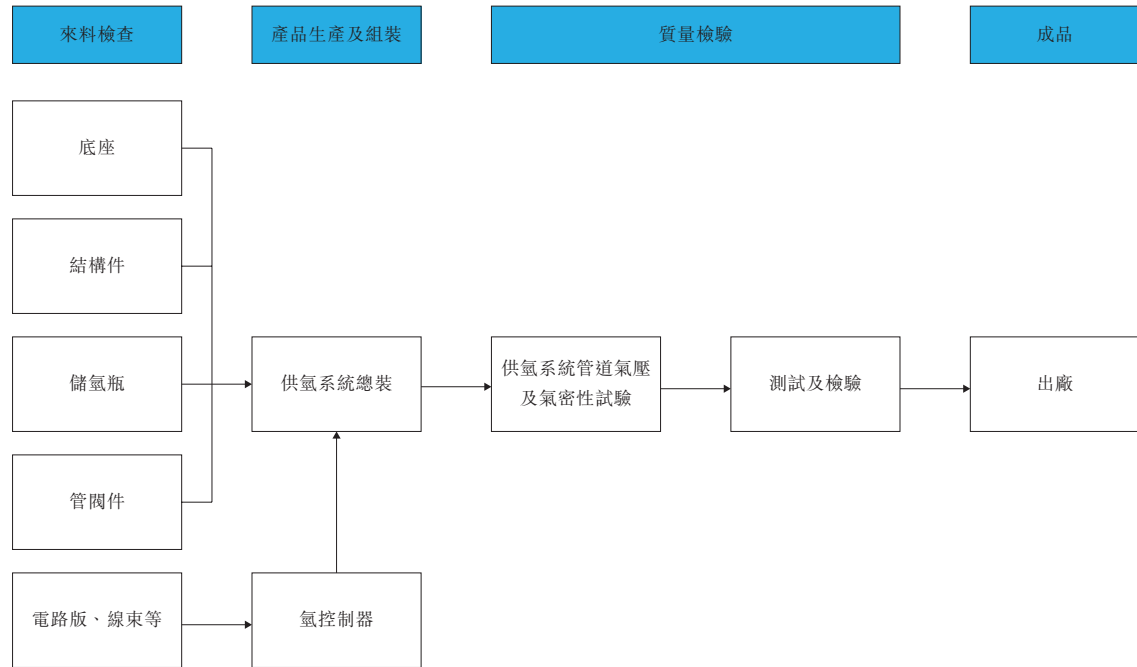 來料檢查
產品生產及組裝
質量檢驗
成品
底座
結構件
儲氫瓶
供氫系統總裝
供氫系統管道氣壓
及氣密性試驗
測試及檢驗
出廠
管閥件
電路版、線束等
氫控制器